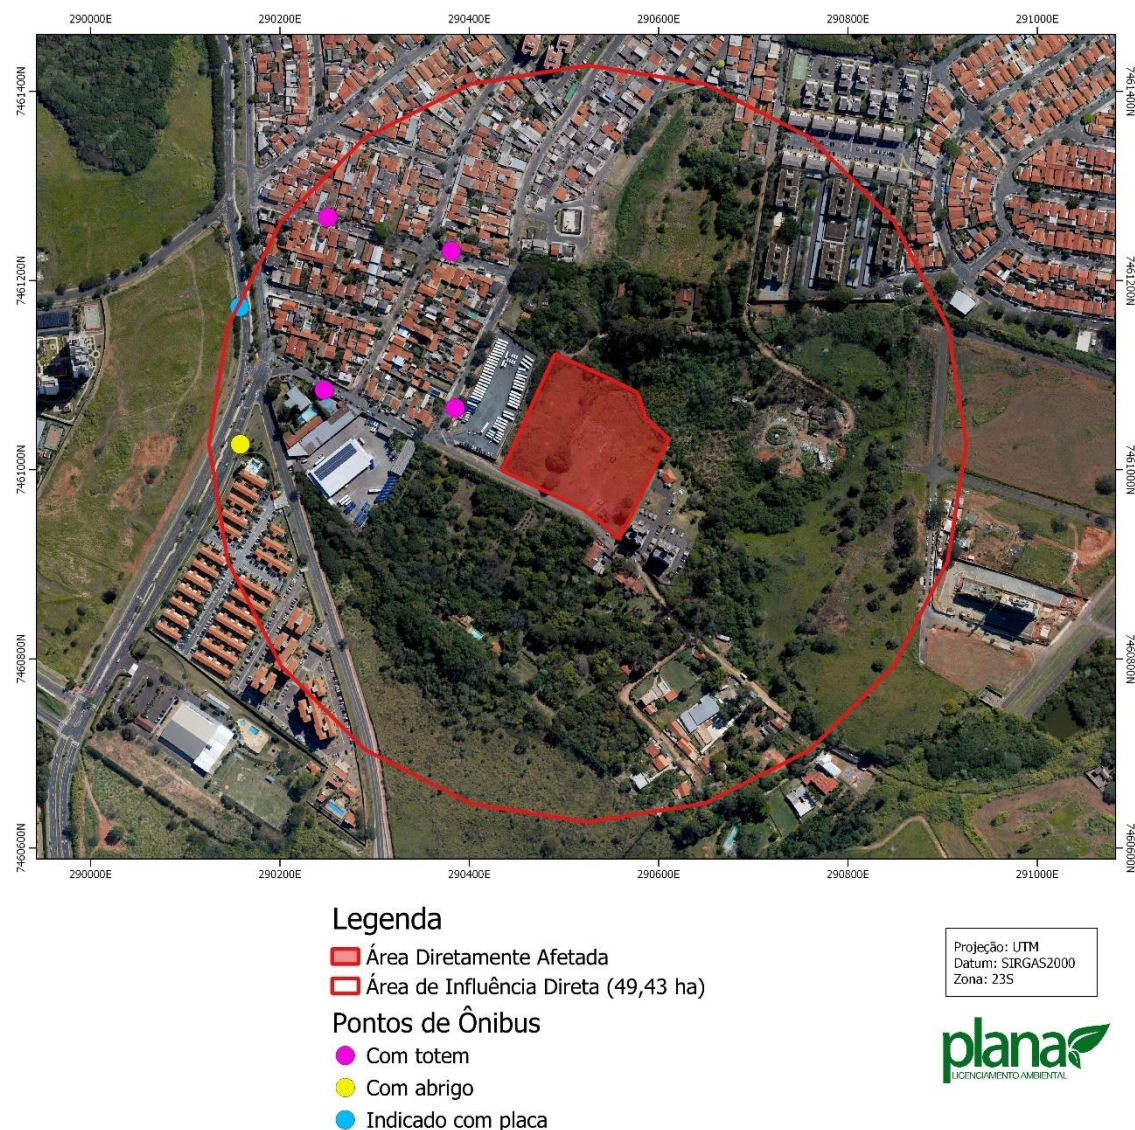 290000E 290200E 290400E 290600E 290800E 291000E
7461400N 7461400N
7461200N 7461200N
7461000N 7461000N
7460800N 7460800N
7460600N 7460600N
290000E 290200E 290400E 290600E 290800E 291000E
Legenda
Área Diretamente Afetada
Área de Influência Direta (49,43 ha)
Pontos de Ônibus
Com totem
Com abrigo
Indicado com placa
Projeção: UTM
Datum: SIRGAS2000
Zona: 23S
plana
LICENCIAMENTO AMBIENTAL